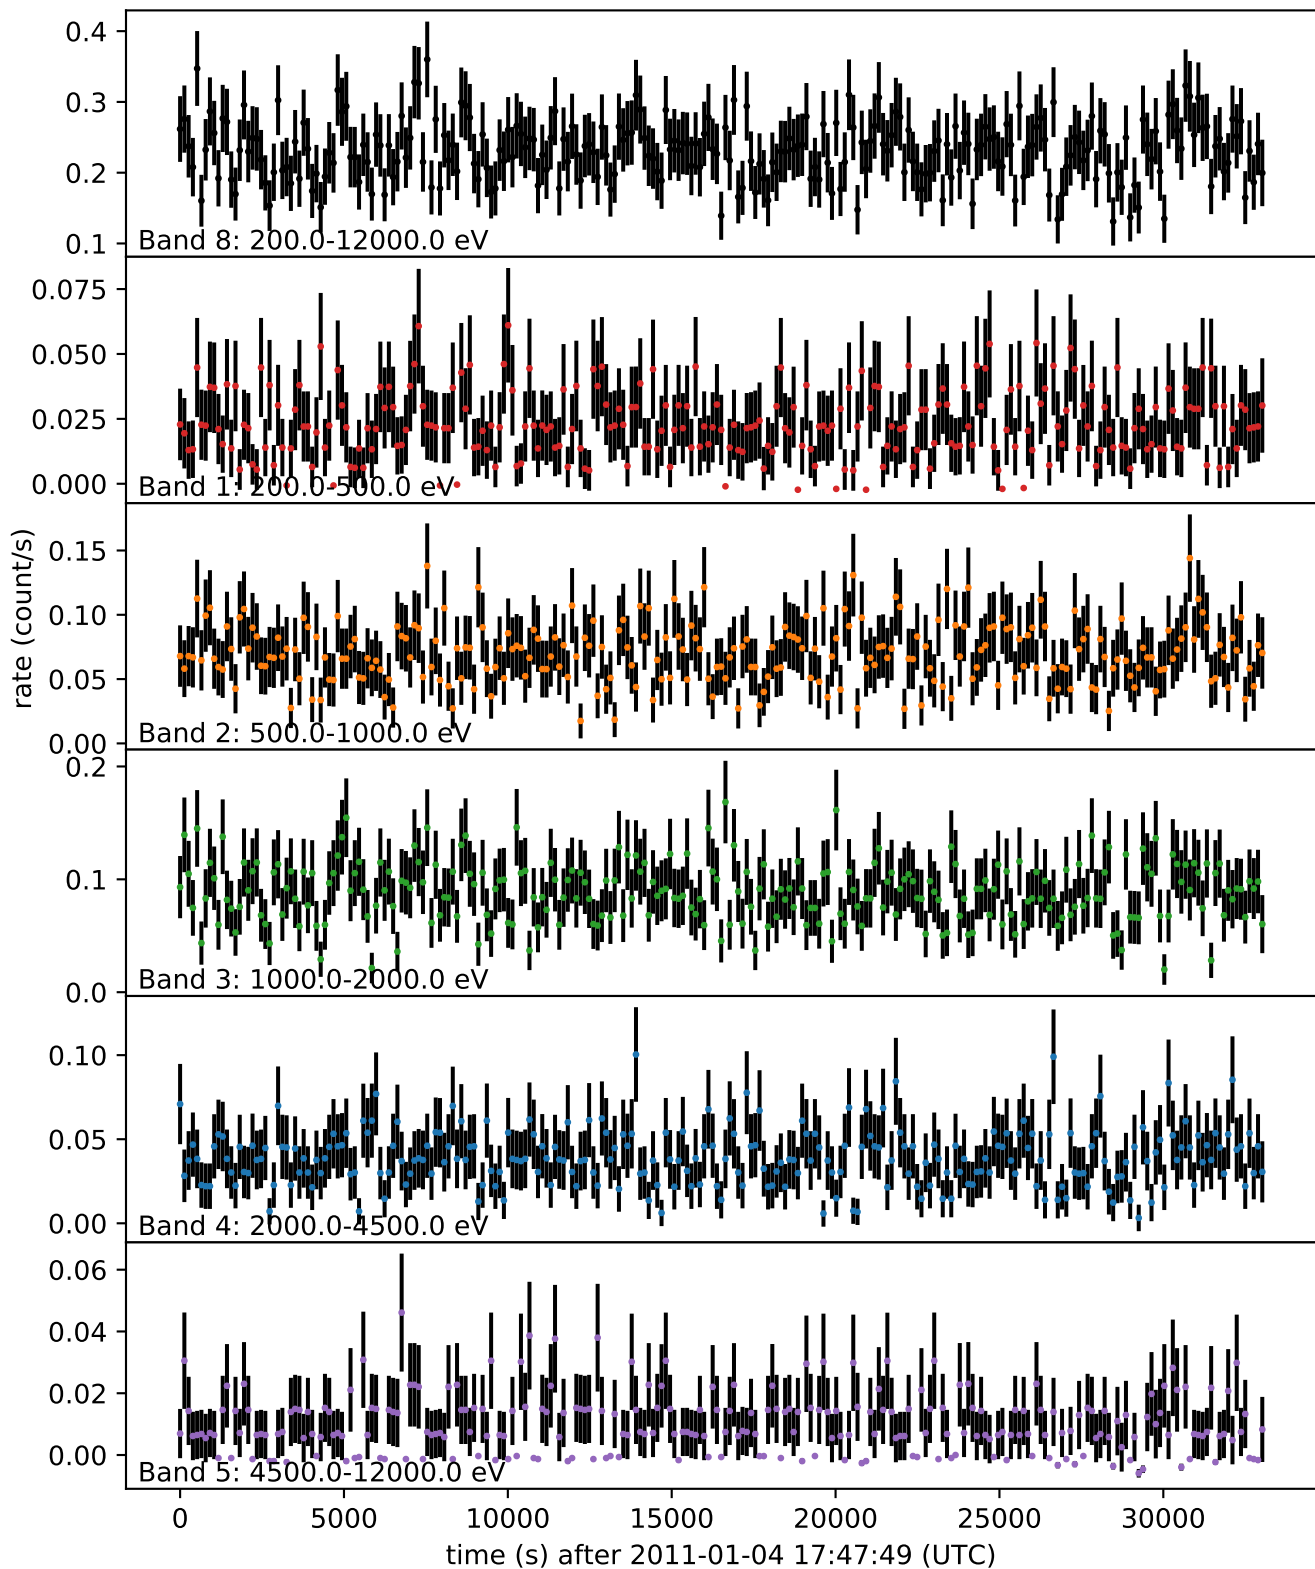 0.4
0.3
0.2
0.1
Band 8: 200.0-12000.0 eV
0.075
0.050
0.025
0.000
Band 1: 200.0-500.0 eV
rate (count/s)
0.15
0.10
0.05
0.00
Band 2: 500.0-1000.0 eV
0.2
0.1
0.0
Band 3: 1000.0-2000.0 eV
0.10
0.05
0.00
Band 4: 2000.0-4500.0 eV
0.06
0.04
0.02
0.00
Band 5: 4500.0-12000.0 eV
0 5000 10000 15000 20000 25000 30000
time (s) after 2011-01-04 17:47:49 (UTC)